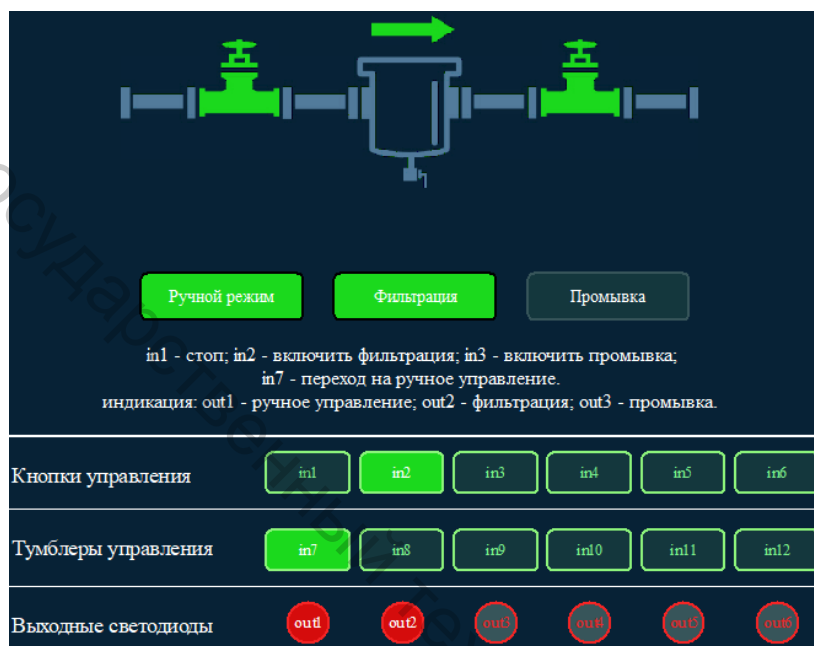 Ручной режим Фильтрация Промывка
in1 - стоп; in2 - включить фильтрация; in3 - включить промывка;
in7 - переход на ручное управление.
индикация: out1 - ручное управление; out2 - фильтрация; out3 - промывка.
Кнопки управления in1 in2 in3 in4 in5 in6
Тумблеры управления in7 in8 in9 in10 in11 in12
Выходные светодиоды out1 out2 out3 out4 out5 out6